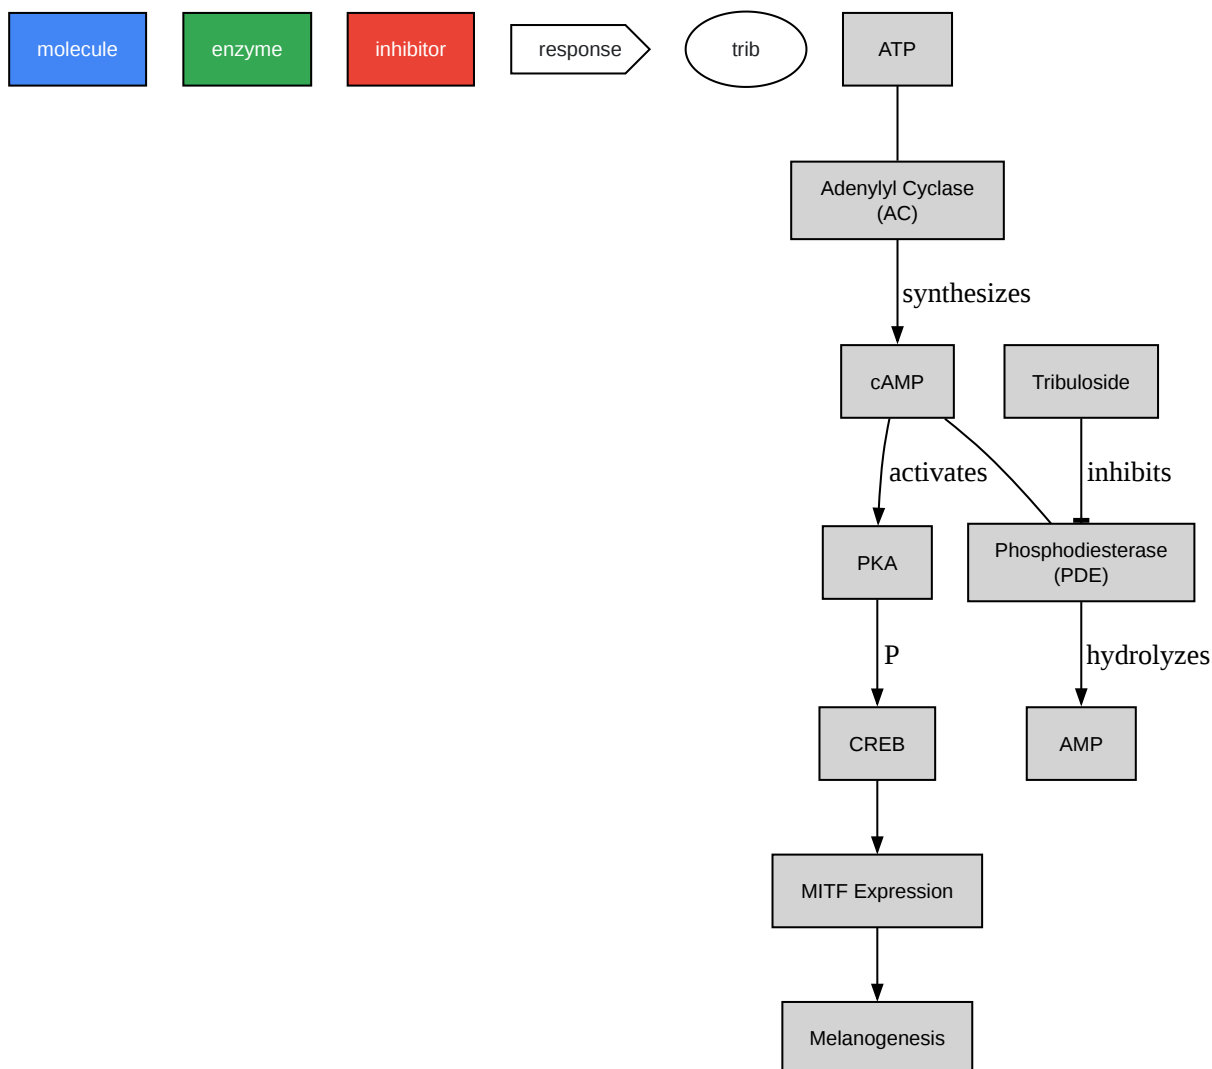 molecule
enzyme
inhibitor
response
trib
ATP
Adenylyl Cyclase
(AC)
synthesizes
cAMP
Tribuloside
activates
inhibits
PKA
Phosphodiesterase
(PDE)
P
hydrolyzes
CREB
AMP
MITF Expression
Melanogenesis